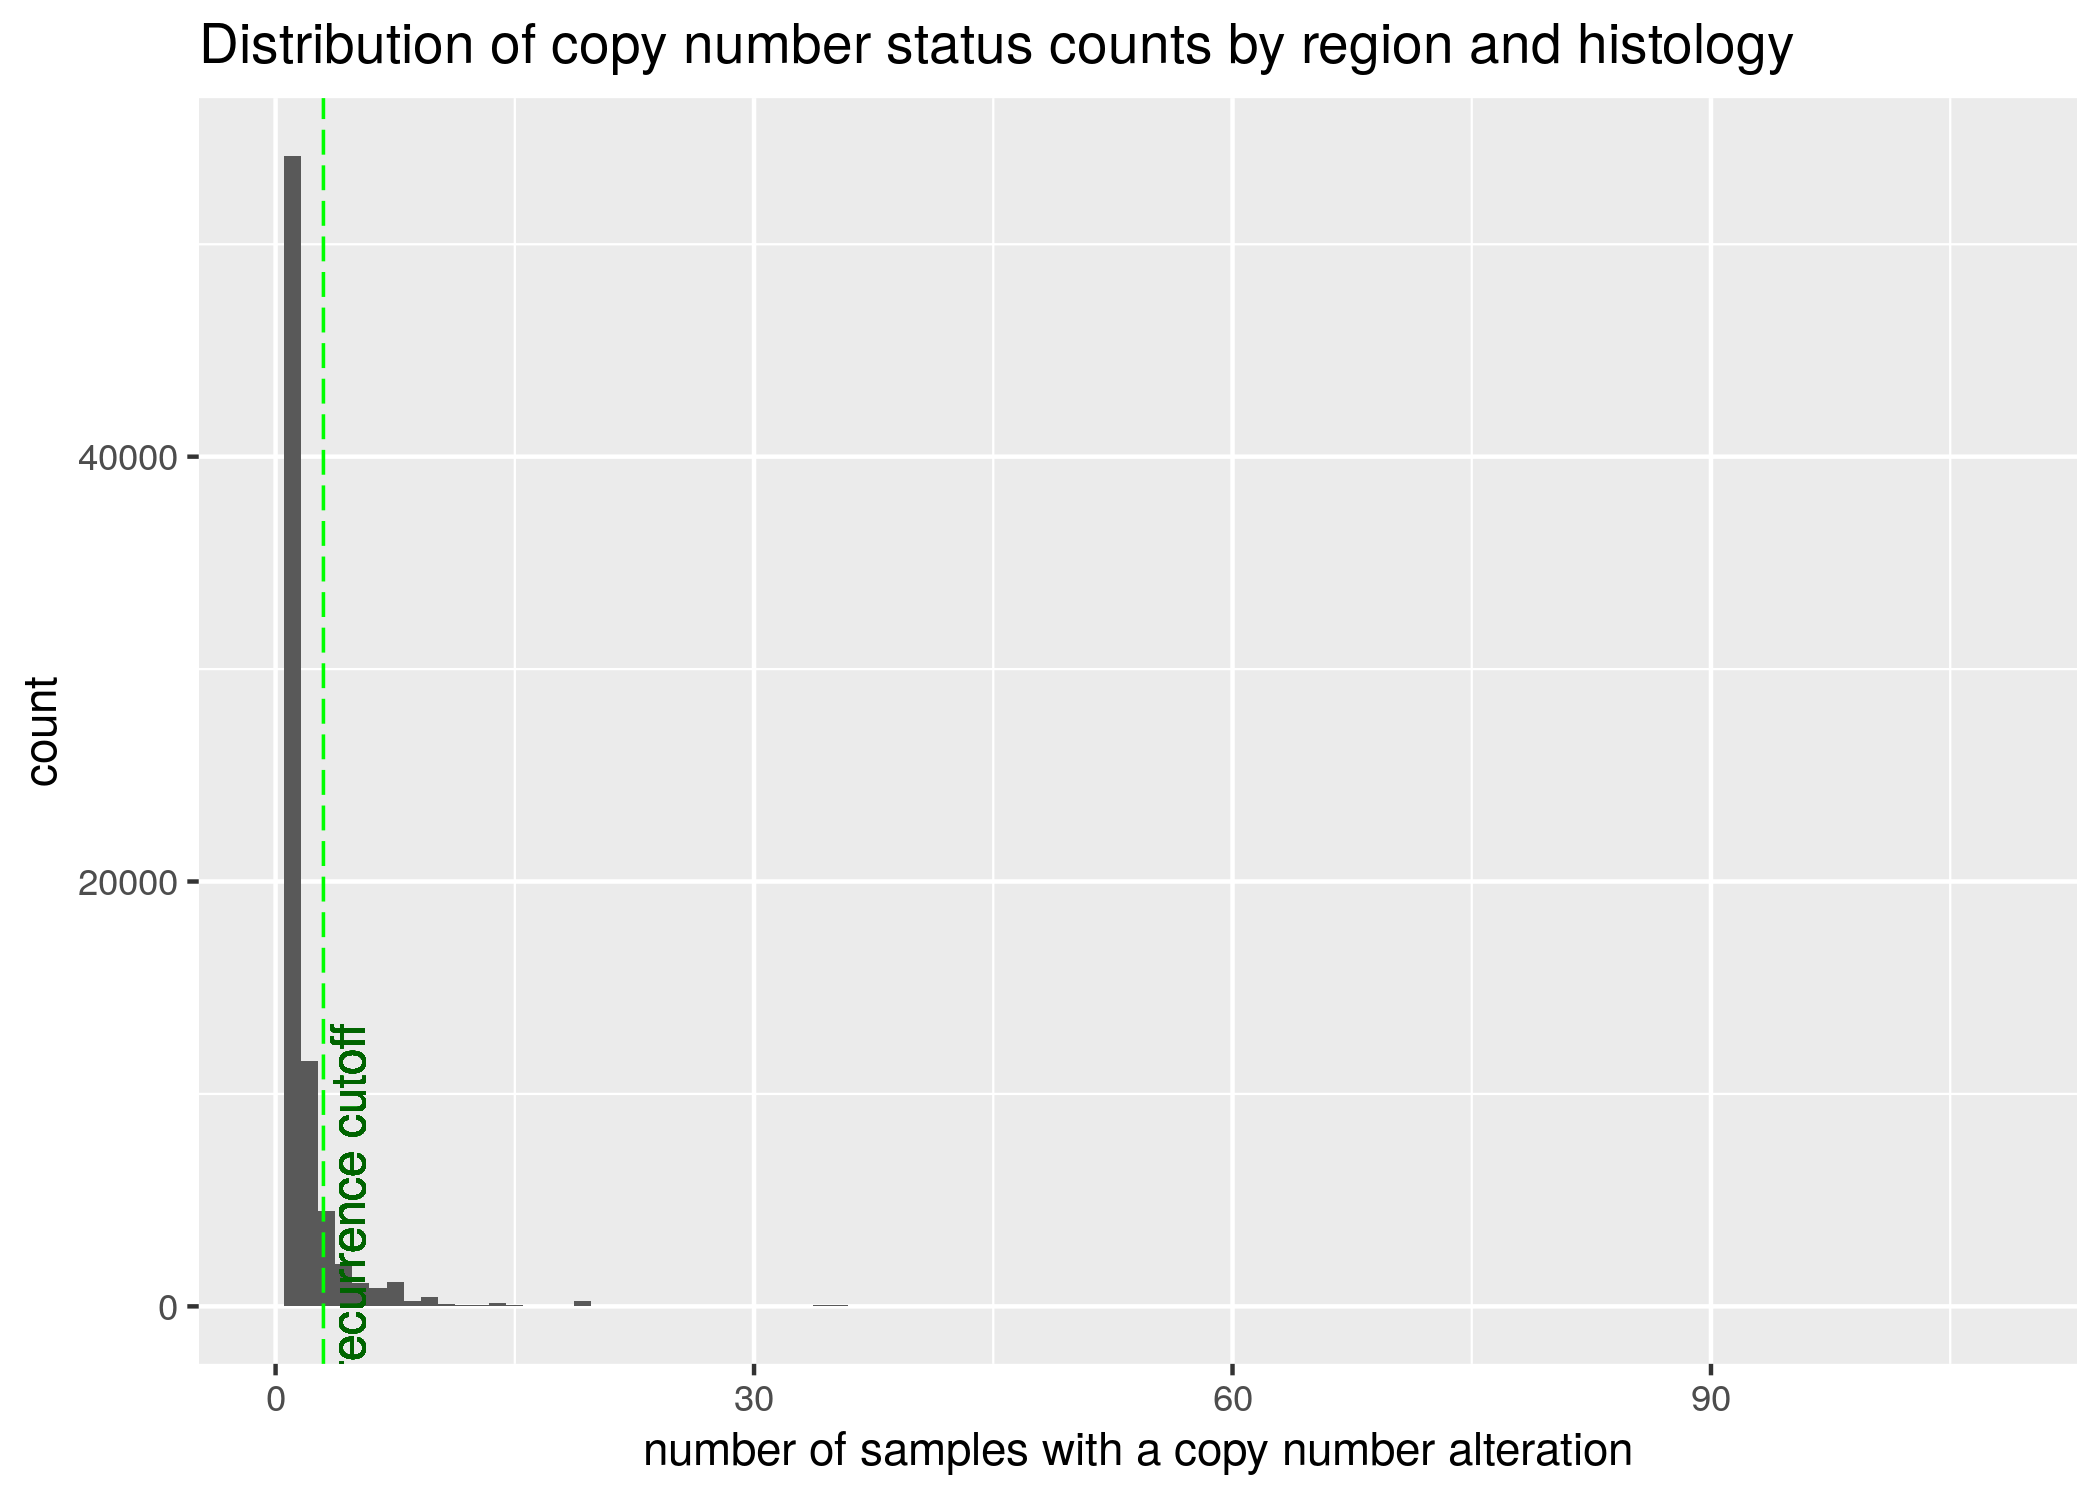 Distribution of copy number status counts by region and histology
count
40000
20000
0
ecurrence cutoff
0
30
60
90
number of samples with a copy number alteration